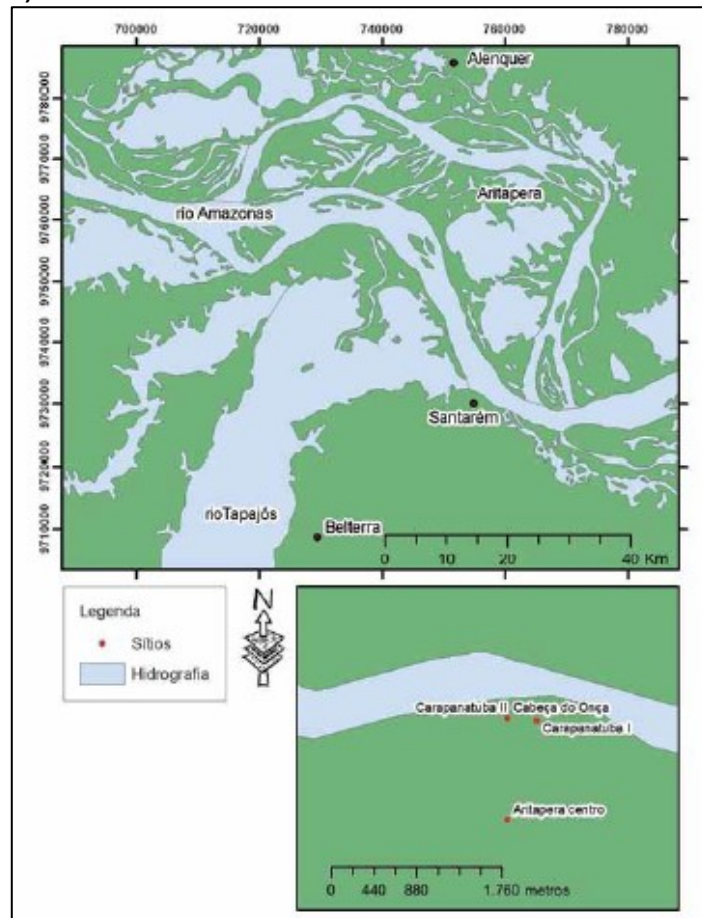 700000 720000 740000 760000 780000
Alenquer
9780000
9770000
Aritapera
rio Amazonas
9760000
9750000
9740000
9730000
Santarém
9720000
rioTapajós
9710000
Belterra
0 10 20 40 Km
Legenda
Sítios
Hidrografia
N
Carapanatuba II Cabeça do Onça
Carapanatuba I
Aritapera centro
0 440 880 1.760 metros